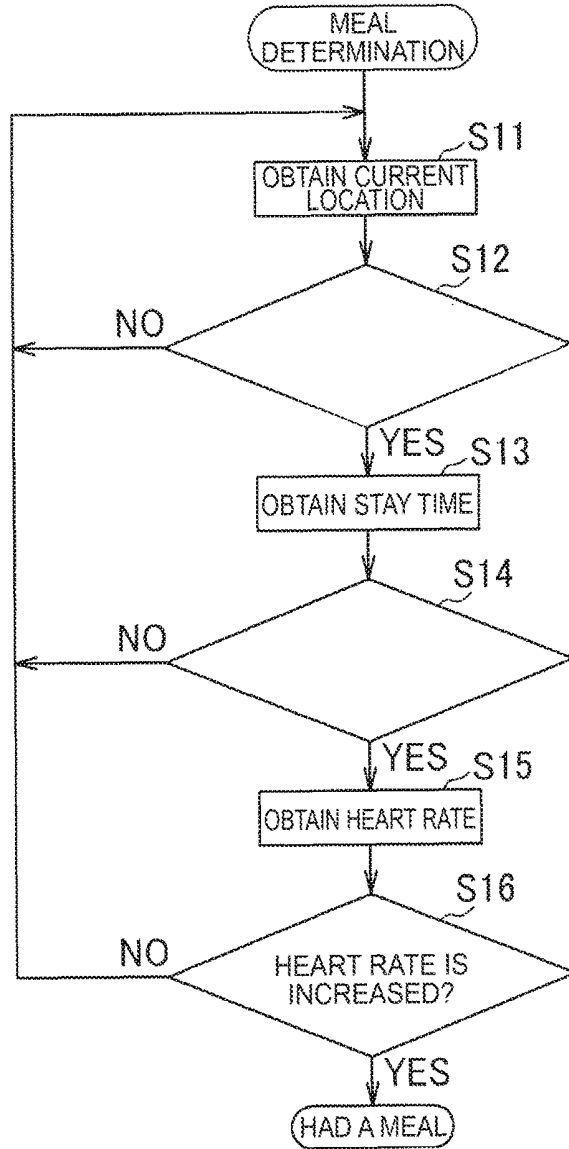 MEAL
DETERMINATION
S11
OBTAIN CURRENT
LOCATION
S12
NO
YES
S13
OBTAIN STAY TIME
S14
NO
YES
S15
OBTAIN HEART RATE
S16
NO
HEART RATE IS
INCREASED?
YES
HAD A MEAL